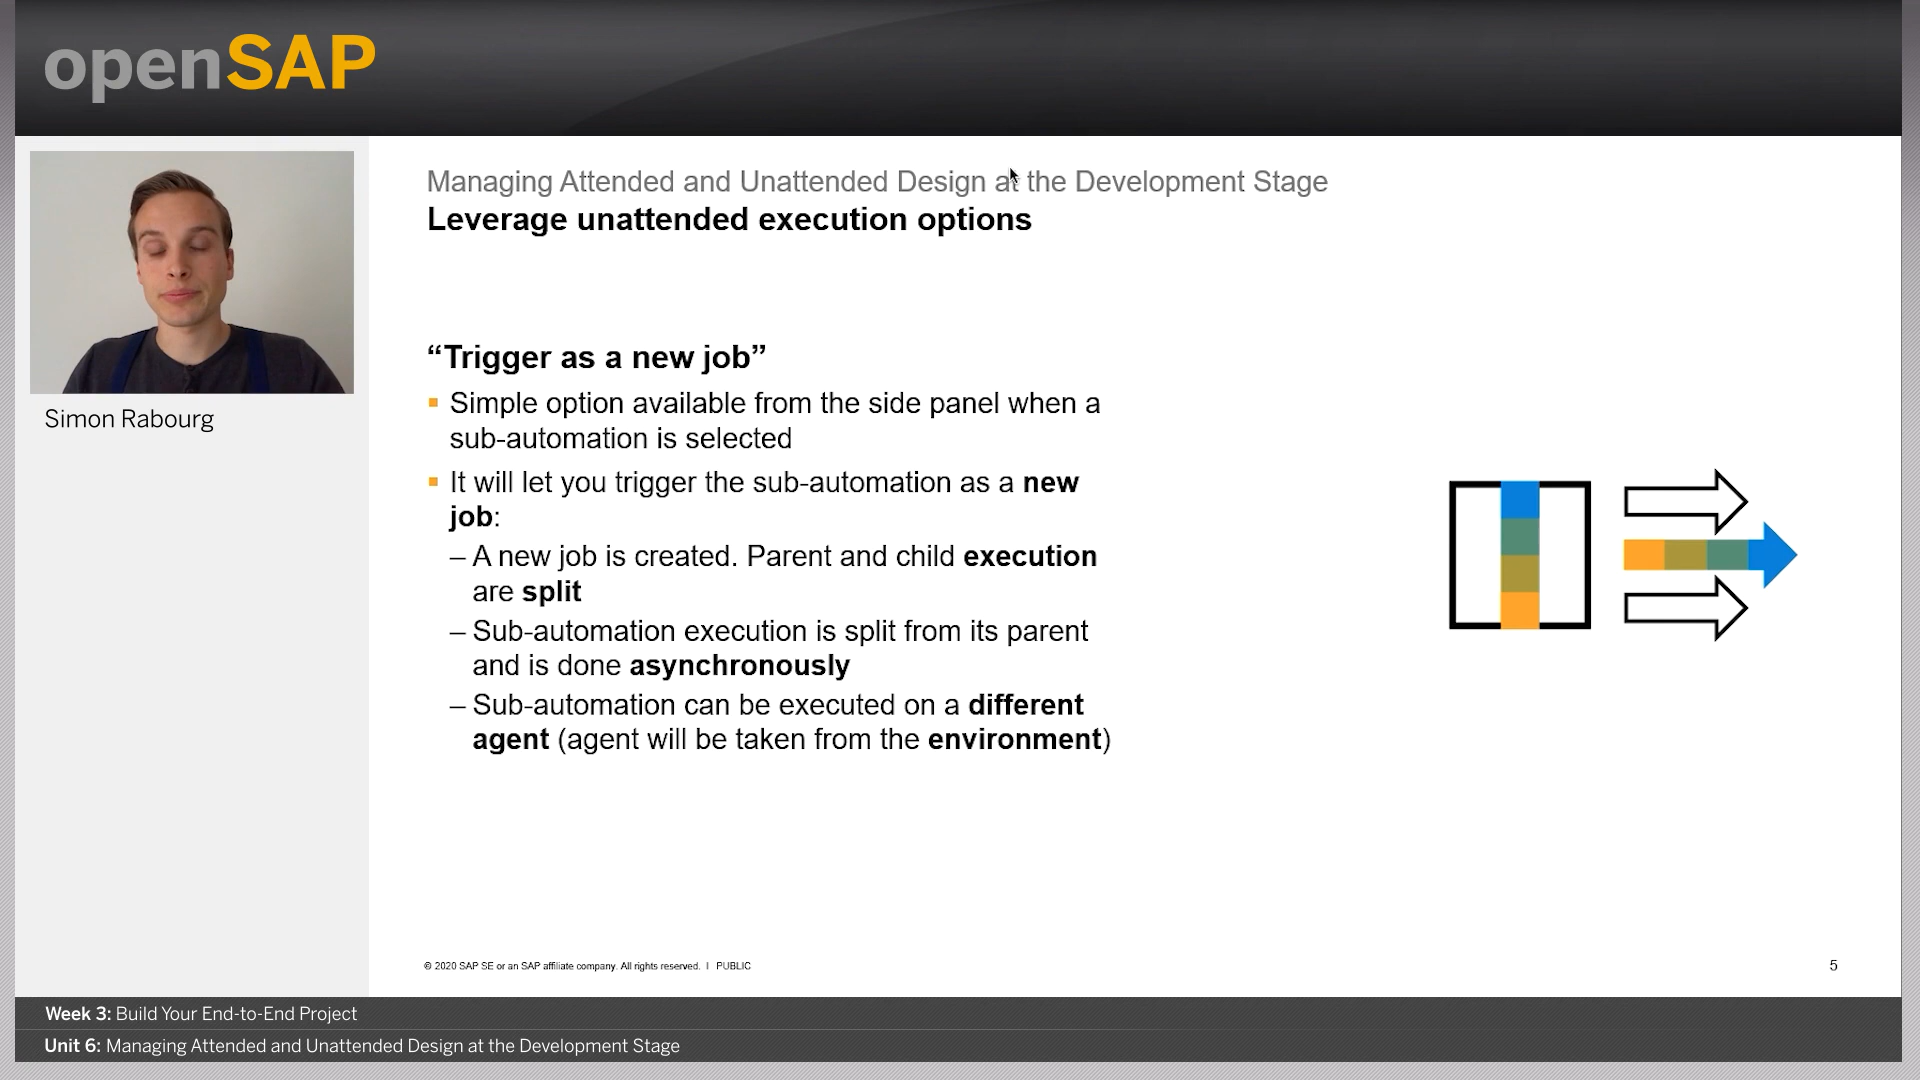 openSAP
Managing Attended and Unattended Design at the Development Stage
Leverage unattended execution options
Simon Rabourg
“Trigger as a new job”
Simple option available from the side panel when a
sub-automation is selected
It will let you trigger the sub-automation as a new
job:
– A new job is created. Parent and child execution
are split
– Sub-automation execution is split from its parent
and is done asynchronously
– Sub-automation can be executed on a different
agent (agent will be taken from the environment)
© 2020 SAP SE or an SAP affiliate company. All rights reserved. I PUBLIC
5
Week 3: Build Your End-to-End Project
Unit 6: Managing Attended and Unattended Design at the Development Stage